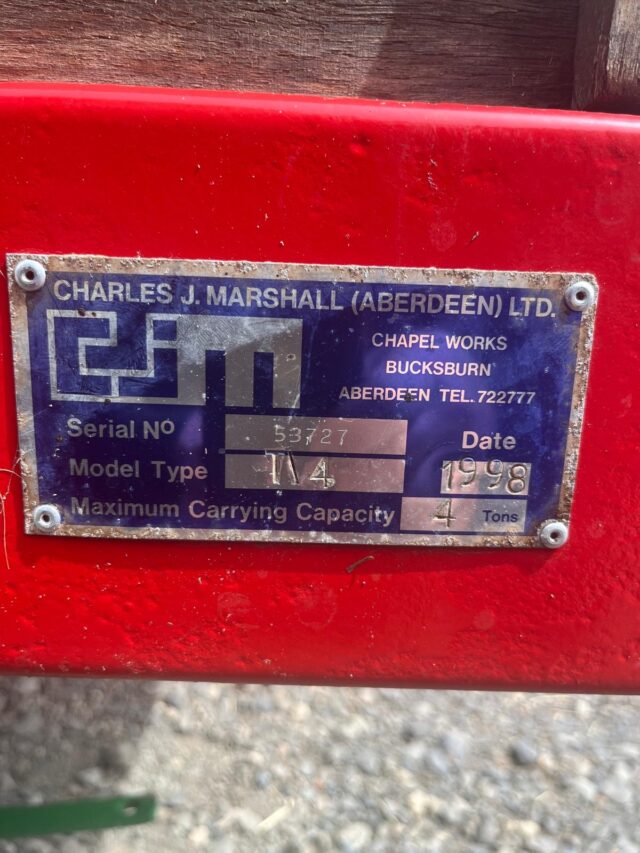 CHARLES J. MARSHALL (ABERDEEN) LTD.
CJM
CHAPEL WORKS
BUCKSBURN
ABERDEEN TEL. 722777
Serial Nº 53727
Date
Model Type 1998
Maximum Carrying Capacity 4 Tons